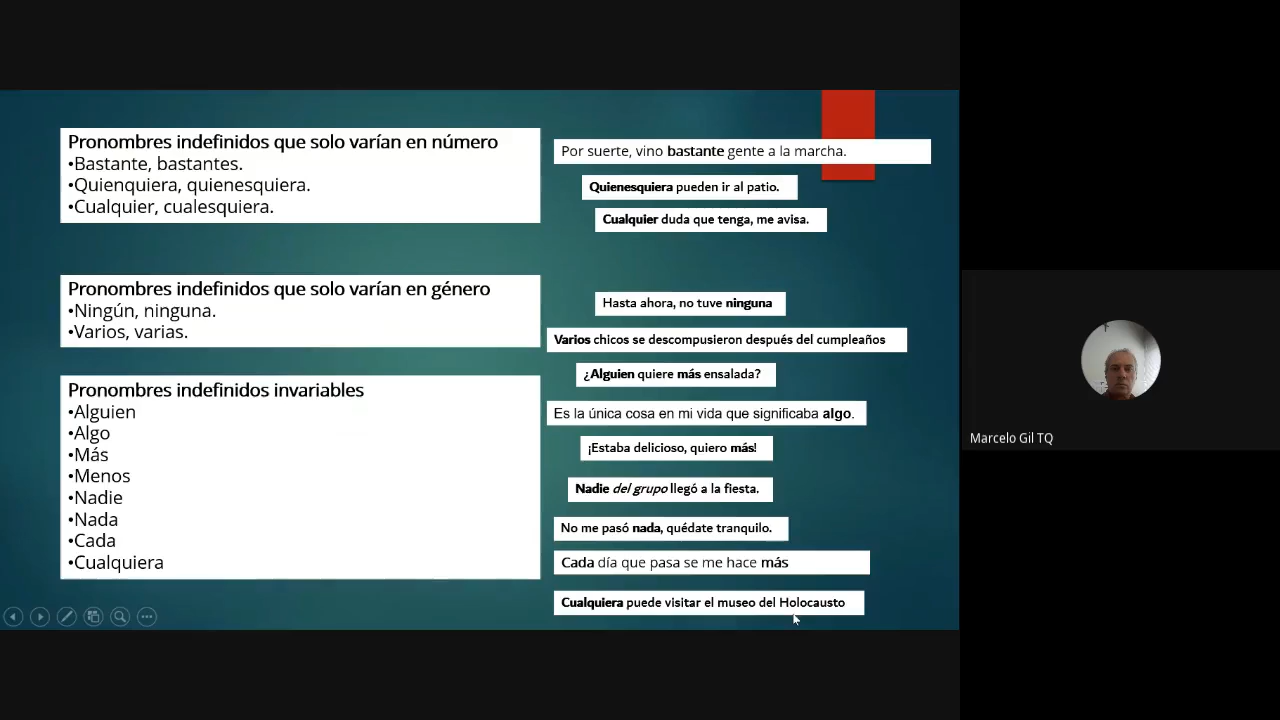 Pronombres indefinidos que solo varían en número
•Bastante, bastantes.
•Quienquiera, quienesquiera.
•Cualquier, cualesquiera.
Por suerte, vino bastante gente a la marcha.
Quienesquiera pueden ir al patio.
Cualquier duda que tenga, me avisa.
Pronombres indefinidos que solo varían en género
•Ningún, ninguna.
•Varios, varias.
Hasta ahora, no tuve ninguna
Varios chicos se descompusieron después del cumpleaños
Pronombres indefinidos invariables
•Alguien
•Algo
•Más
•Menos
•Nadie
•Nada
•Cada
•Cualquiera
¿Alguien quiere más ensalada?
Es la única cosa en mi vida que significaba algo.
¡Estaba delicioso, quiero más!
Nadie del grupo llegó a la fiesta.
No me pasó nada, quédate tranquilo.
Cada día que pasa se me hace más
Cualquiera puede visitar el museo del Holocausto
Marcelo Gil TQ